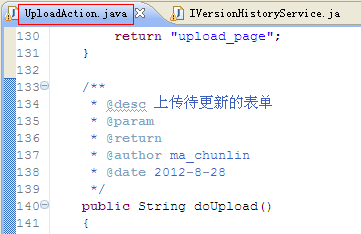 UploadAction.java IVersionHistoryService.ja
130 return "upload_page";
131 }
132
133 /**
134 * @desc 上传待更新的表单
135 * @param
136 * @return
137 * @author ma_chunlin
138 * @date 2012-8-28
139 */
140 public String doUpload()
141 {